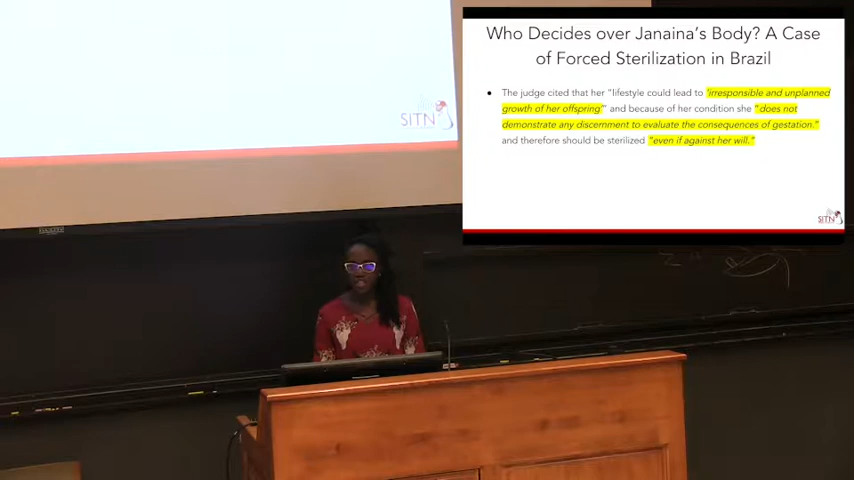 SITN
Who Decides over Janaina's Body? A Case
of Forced Sterilization in Brazil
• The judge cited that her "lifestyle could lead to "irresponsible and unplanned
growth of her offspring"" and because of her condition she "does not
demonstrate any discernment to evaluate the consequences of gestation."
and therefore should be sterilized "even if against her will."
SITN